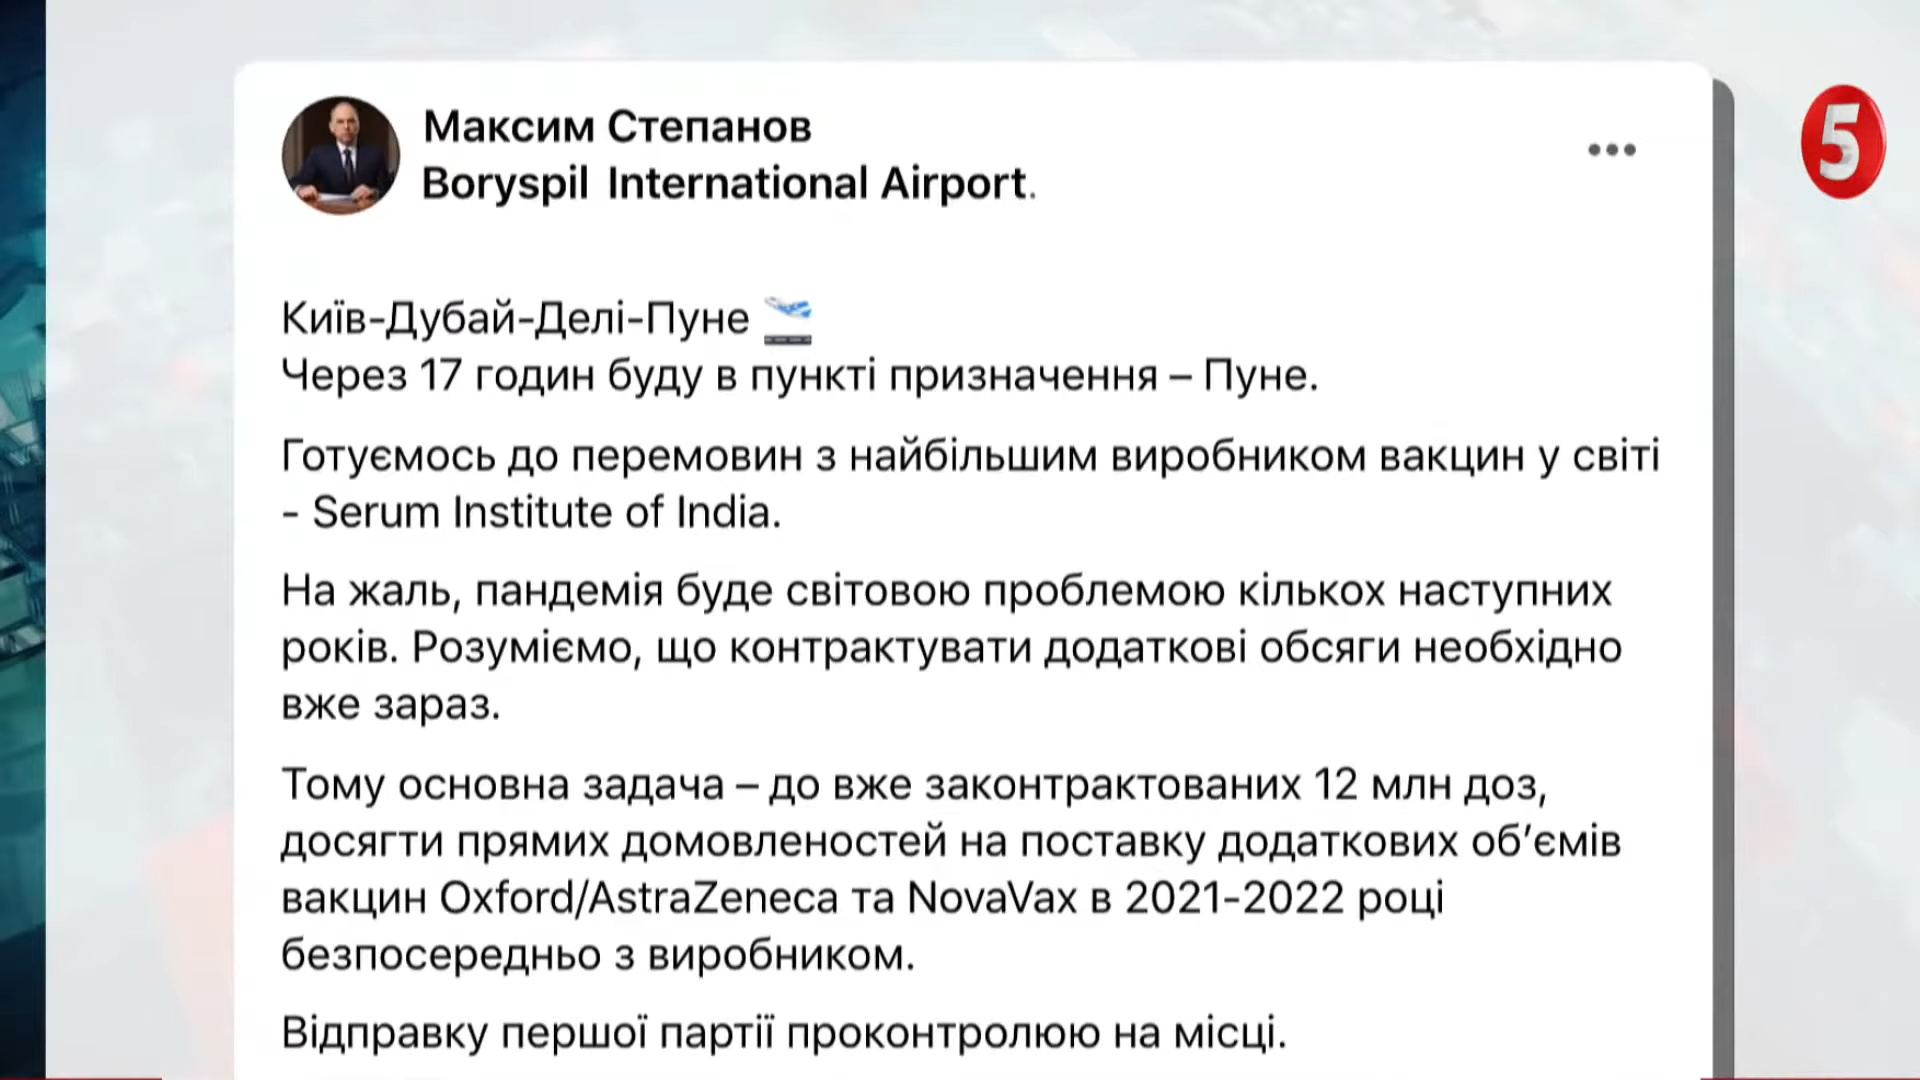 Максим Степанов
Boryspil International Airport.
5
Київ-Дубай-Делі-Пуне 🛫
Через 17 годин буду в пункті призначення – Пуне.
Готуємось до перемовин з найбільшим виробником вакцин у світі
- Serum Institute of India.
На жаль, пандемія буде світовою проблемою кількох наступних
років. Розуміємо, що контрактувати додаткові обсяги необхідно
вже зараз.
Тому основна задача – до вже законтрактованих 12 млн доз,
досягти прямих домовленостей на поставку додаткових об’ємів
вакцин Oxford/AstraZeneca та NovaVax в 2021-2022 році
безпосередньо з виробником.
Відправку першої партії проконтролюю на місці.